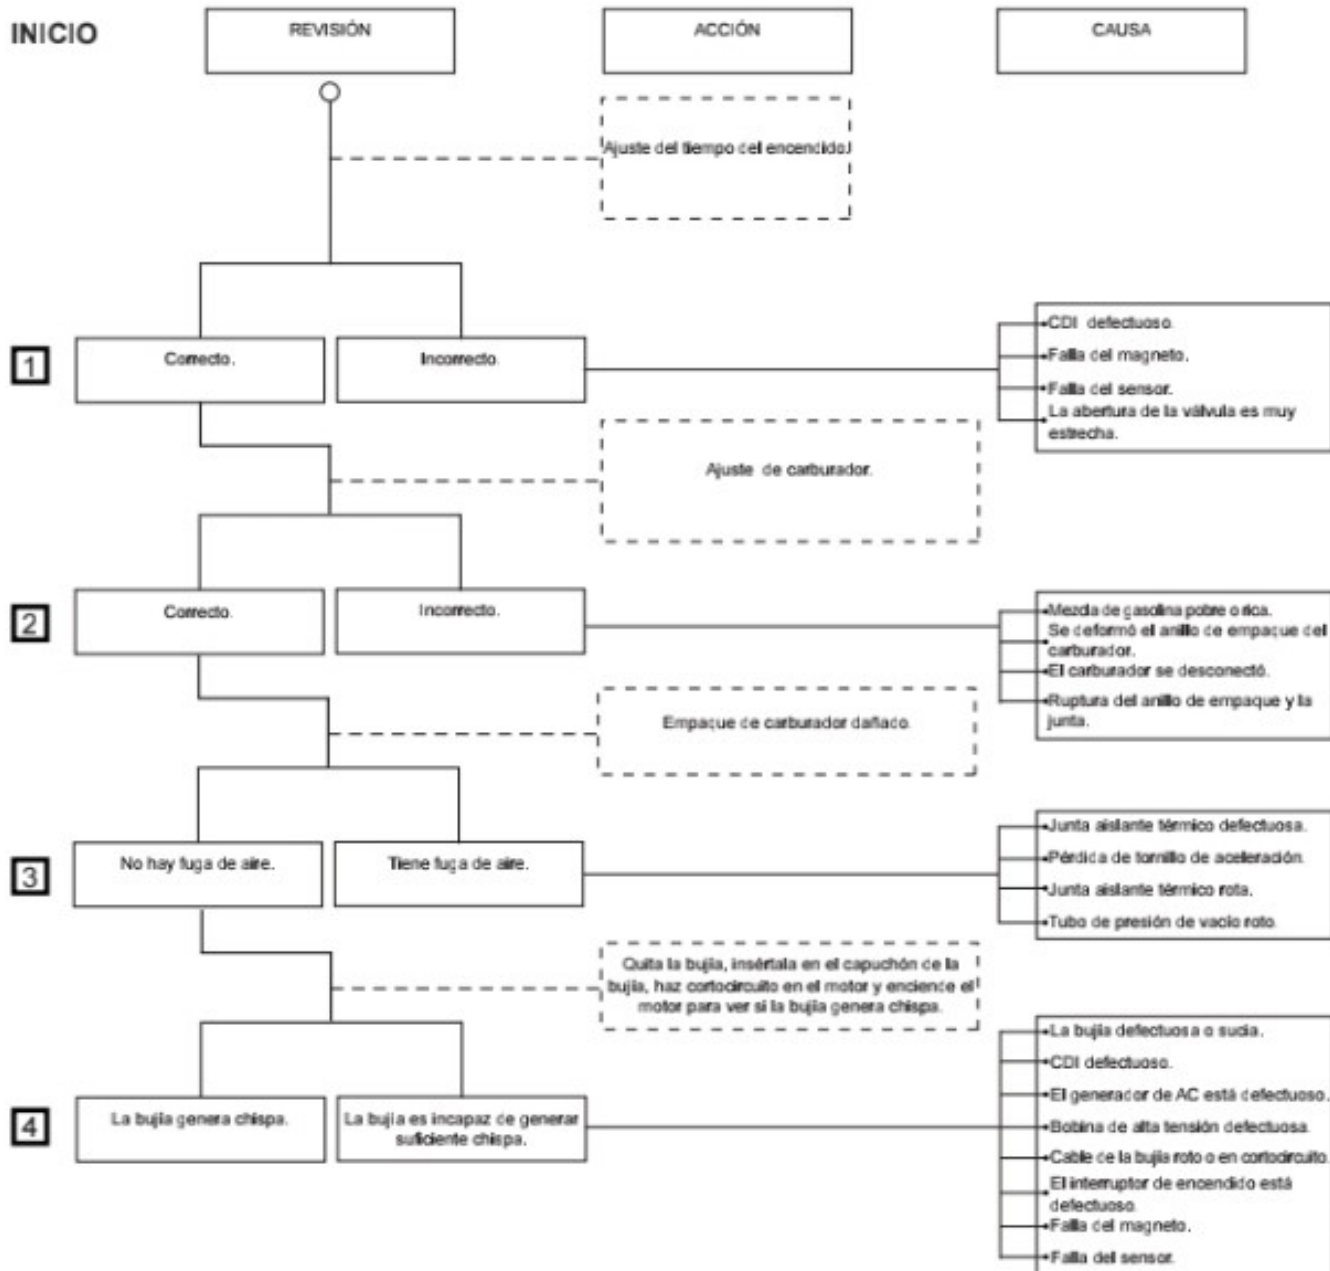 INICIO
REVISIÓN
ACCIÓN
CAUSA
Ajuste del tiempo del encendido.
1
Correcto.
Incorrecto.
CDI defectuoso.
Falla del magneto.
Falla del sensor.
La abertura de la válvula es muy
estrecha.
Ajuste de carburador.
2
Correcto.
Incorrecto.
Mezcla de gasolina pobre o rica.
Se deformó el anillo de empaque del
carburador.
El carburador se desconectó.
Ruptura del anillo de empaque y la
junta.
Empaque de carburador dañado.
3
No hay fuga de aire.
Tiene fuga de aire.
Junta aislante térmico defectuosa.
Pérdida de tornillo de aceleración.
Junta aislante térmico rota.
Tubo de presión de vacío roto.
Quita la bujía, insértala en el capuchón de la
bujía, haz cortocircuito en el motor y enciende el
motor para ver si la bujía genera chispa.
4
La bujía genera chispa.
La bujía es incapaz de generar
suficiente chispa.
La bujía defectuosa o sucia.
CDI defectuoso.
El generador de AC está defectuoso.
Bobina de alta tensión defectuosa.
Cable de la bujía roto o en cortocircuito.
El interruptor de encendido está
defectuoso.
Falla del magneto.
Falla del sensor.